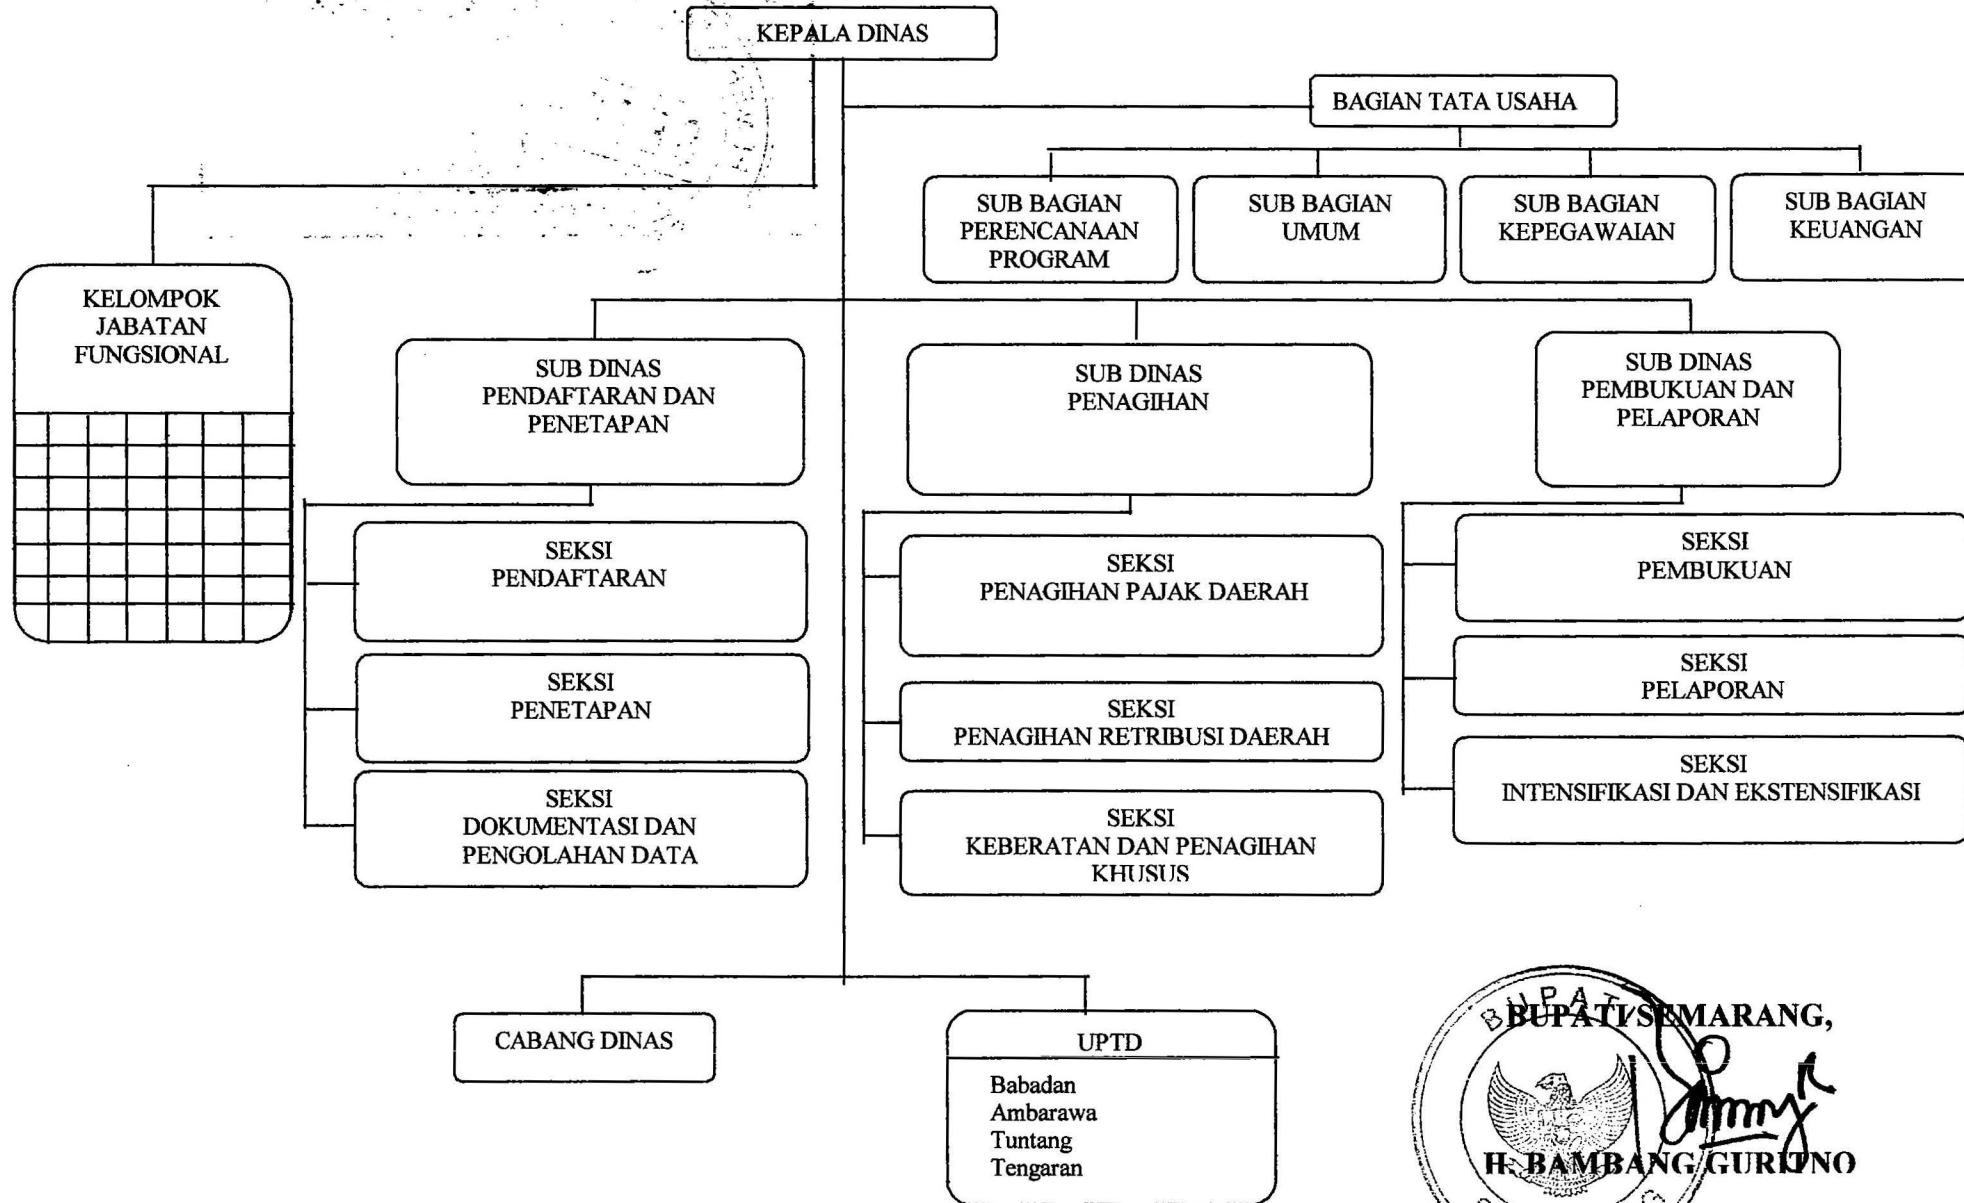 KEPALA DINAS
BAGIAN TATA USAHA
SUB BAGIAN
PERENCANAAN
PROGRAM
SUB BAGIAN
UMUM
SUB BAGIAN
KEPEGAWAIAN
SUB BAGIAN
KEUANGAN
KELOMPOK
JABATAN
FUNGSIONAL
SUB DINAS
PENDAFTARAN DAN
PENETAPAN
SUB DINAS
PENAGIHAN
SUB DINAS
PEMBUKUAN DAN
PELAPORAN
SEKSI
PENDAFTARAN
SEKSI
PENETAPAN
SEKSI
DOKUMENTASI DAN
PENGOLAHAN DATA
SEKSI
PENAGIHAN PAJAK DAERAH
SEKSI
PENAGIHAN RETRIBUSI DAERAH
SEKSI
KEBERATAN DAN PENAGIHAN
KHUSUS
SEKSI
PEMBUKUAN
SEKSI
PELAPORAN
SEKSI
INTENSIFIKASI DAN EKSTENSIFIKASI
CABANG DINAS
UPTD
Babadan
Ambarawa
Tuntang
Tengaran
BUPATI
BUPATI SEMARANG,
H. BAMBANG GURITNO